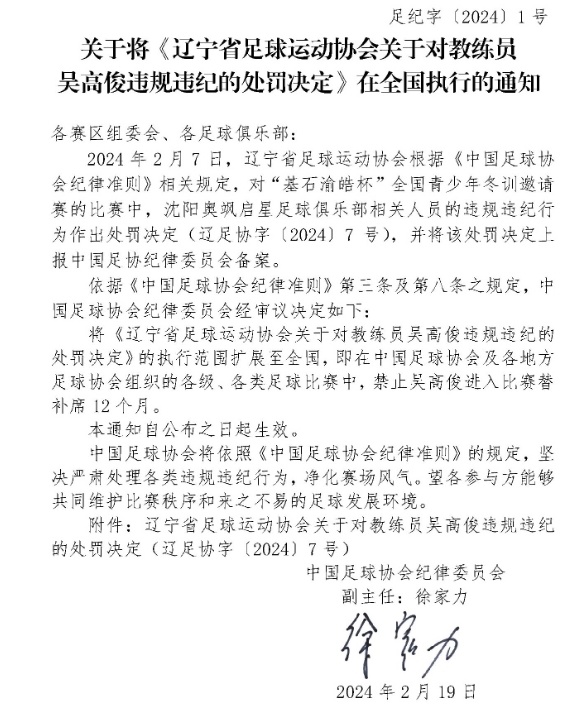 足纪字〔2024〕1 号
关于将《辽宁省足球运动协会关于对教练员
吴高俊违规违纪的处罚决定》在全国执行的通知
各赛区组委会、各足球俱乐部:
2024 年 2 月 7 日，辽宁省足球运动协会根据《中国足球协
会纪律准则》相关规定，对“基石渝皓杯”全国青少年冬训邀请
赛的比赛中，沈阳奥飒启星足球俱乐部相关人员的违规违纪行
为作出处罚决定（辽足协字〔2024〕7 号），并将该处罚决定上
报中国足协纪律委员会备案。
依据《中国足球协会纪律准则》第三条及第八条之规定，中
国足球协会纪律委员会经审议决定如下:
将《辽宁省足球运动协会关于对教练员吴高俊违规违纪的
处罚决定》的执行范围扩展至全国，即在中国足球协会及各地方
足球协会组织的各级、各类足球比赛中，禁止吴高俊进入比赛替
补席 12 个月。
本通知自公布之日起生效。
中国足球协会将依照《中国足球协会纪律准则》的规定，坚
决严肃处理各类违规违纪行为，净化赛场风气。望各参与方能够
共同维护比赛秩序和来之不易的足球发展环境。
附件: 辽宁省足球运动协会关于对教练员吴高俊违规违纪
的处罚决定（辽足协字〔2024〕7 号）
中国足球协会纪律委员会
副主任: 徐家力
徐家力
2024 年 2 月 19 日